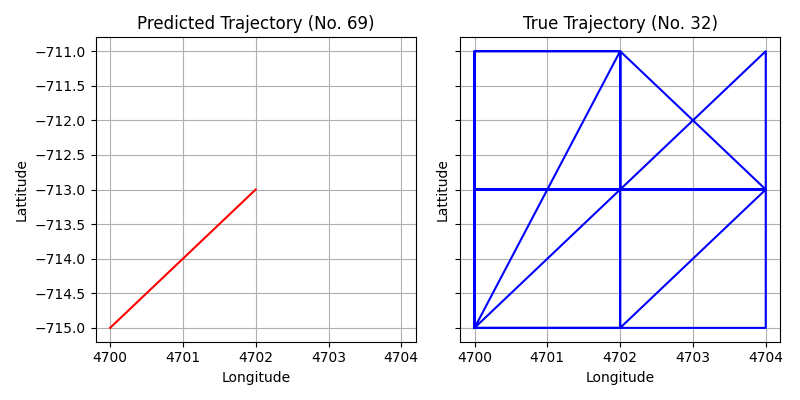 Predicted Trajectory (No. 69)
True Trajectory (No. 32)
−711.0
−711.5
−712.0
−712.5
−713.0
−713.5
−714.0
−714.5
−715.0
Lattitude
Lattitude
4700 4701 4702 4703 4704
4700 4701 4702 4703 4704
Longitude
Longitude